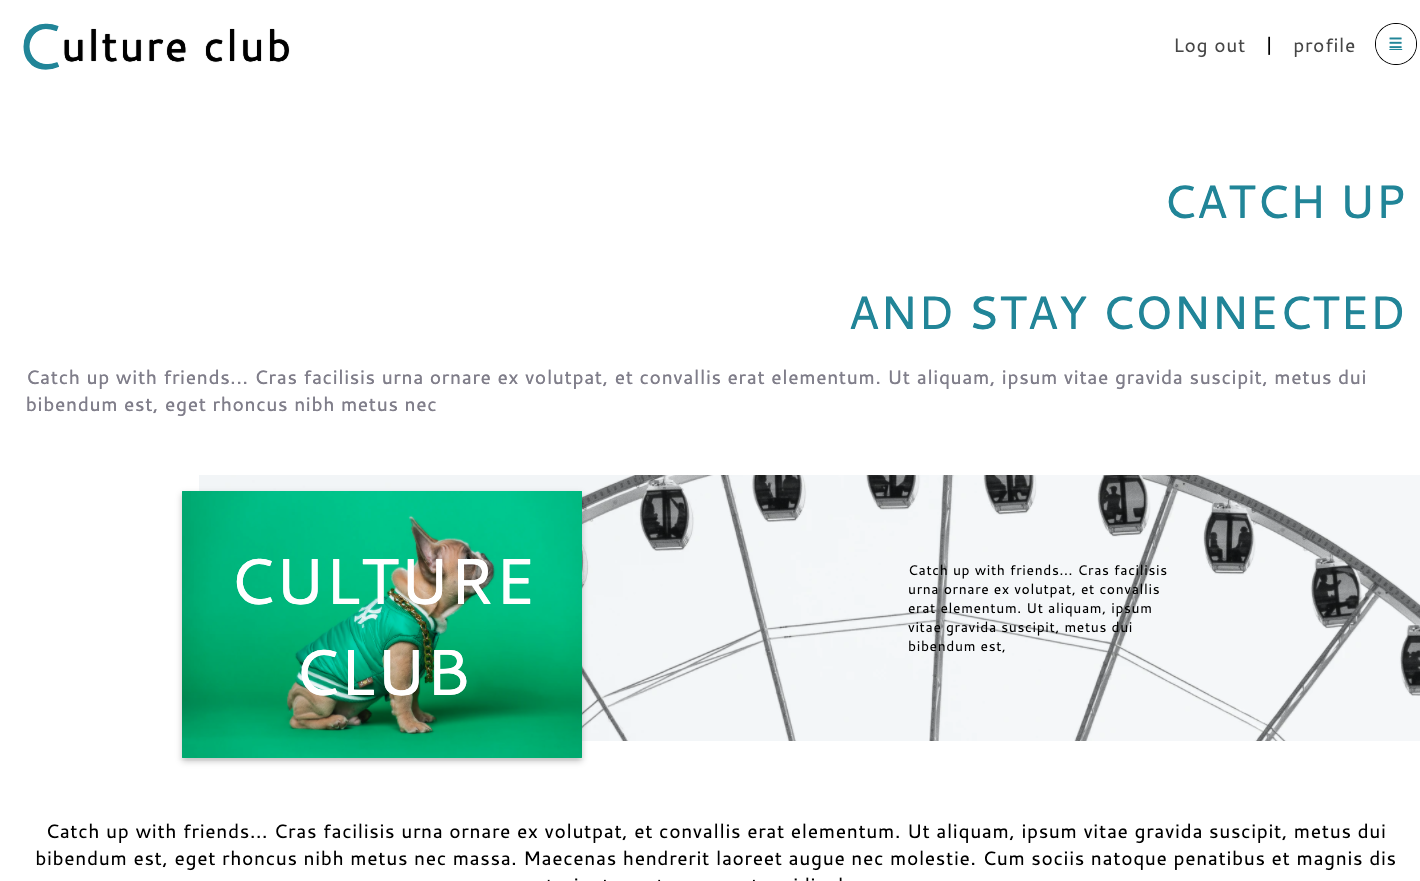 Culture club
Log out | profile
CATCH UP
AND STAY CONNECTED
Catch up with friends... Cras facilisis urna ornare ex volutpat, et convallis erat elementum. Ut aliquam, ipsum vitae gravida suscipit, metus dui
bibendum est, eget rhoncus nibh metus nec
CULTURE
CLUB
Catch up with friends... Cras facilisis
urna ornare ex volutpat, et convallis
erat elementum. Ut aliquam, ipsum
vitae gravida suscipit, metus dui
bibendum est,
Catch up with friends... Cras facilisis urna ornare ex volutpat, et convallis erat elementum. Ut aliquam, ipsum vitae gravida suscipit, metus dui
bibendum est, eget rhoncus nibh metus nec massa. Maecenas hendrerit laoreet augue nec molestie. Cum sociis natoque penatibus et magnis dis